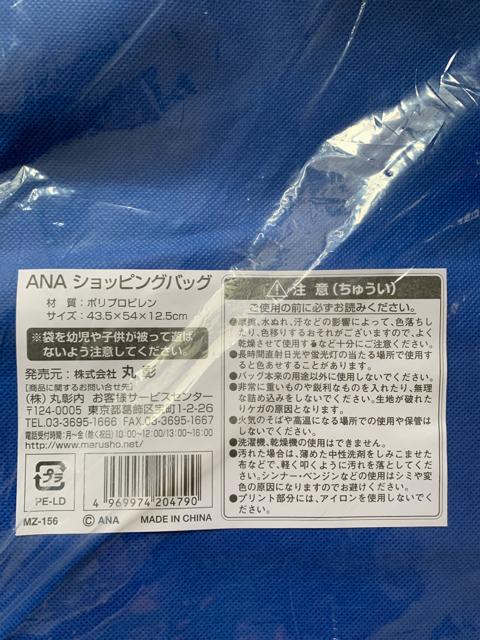 ANA ショッピングバッグ
材 質：ポリプロピレン
サイズ：43.5×54×12.5cm
※袋を幼児や子供が被って遊ば
ないよう注意してください。
発売元：株式会社 丸 彰
【商品に関するお問い合せ先】
(株)丸彰内 お客様サービスセンター
〒124-0005 東京都葛飾区宝町1-2-26
TEL.03-3695-1666 FAX.03-3695-1667
電話受付時間：月～金(祭く祝日) 10:00～12:00/13:00～16:00
http://www.marusho.net/
プラ
PE-LD
4 969974 204790
MZ-156 Ⓒ ANA MADE IN CHINA
注 意（ちゅうい）
ご使用の前に必ずお読みください。
●摩擦、水ぬれ、汗などの影響によって、色落ちし
たり、色移りするおそれがございますので、よく
乾燥させて使用するなど十分にご注意ください。
●長時間直射日光や蛍光灯の当たる場所で使用す
ると色あせすることがあります。
●バッグ本来の用途以外に使用しないでください。
●非常に重いものや鋭利なものを入れたり、無理
な詰め込みをしないでください。生地が破れた
りケガの原因となります。
●火気のそばや高温になる場所での使用や保管は
しないでください。
●洗濯機、乾燥機の使用はできません。
●汚れた場合は、薄めた中性洗剤をしみこませた
布などで、軽く叩くように汚れを落としてくださ
い。シンナー・ベンジンなどの使用はシミや変
色の原因になりますのでお避けください。
●プリント部分には、アイロンを使用しないでく
ださい。